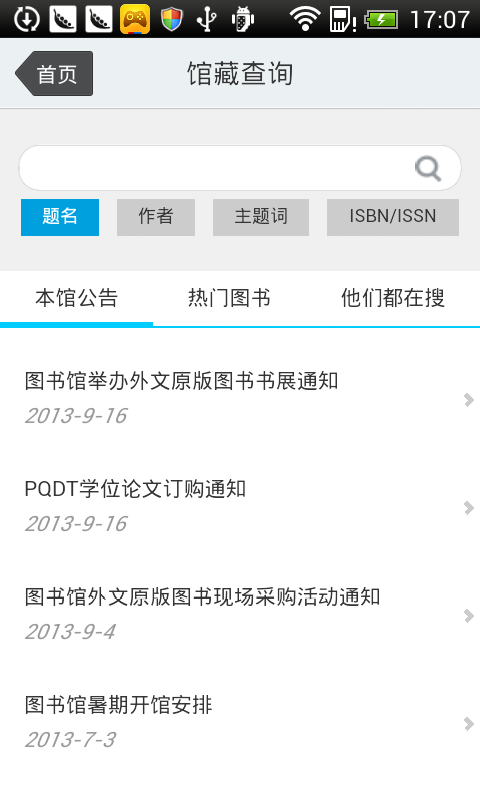 17:07
首页
馆藏查询
题名
作者
主题词
ISBN/ISSN
本馆公告
热门图书
他们都在搜
图书馆举办外文原版图书书展通知
2013-9-16
PQDT学位论文订购通知
2013-9-16
图书馆外文原版图书现场采购活动通知
2013-9-4
图书馆暑期开馆安排
2013-7-3